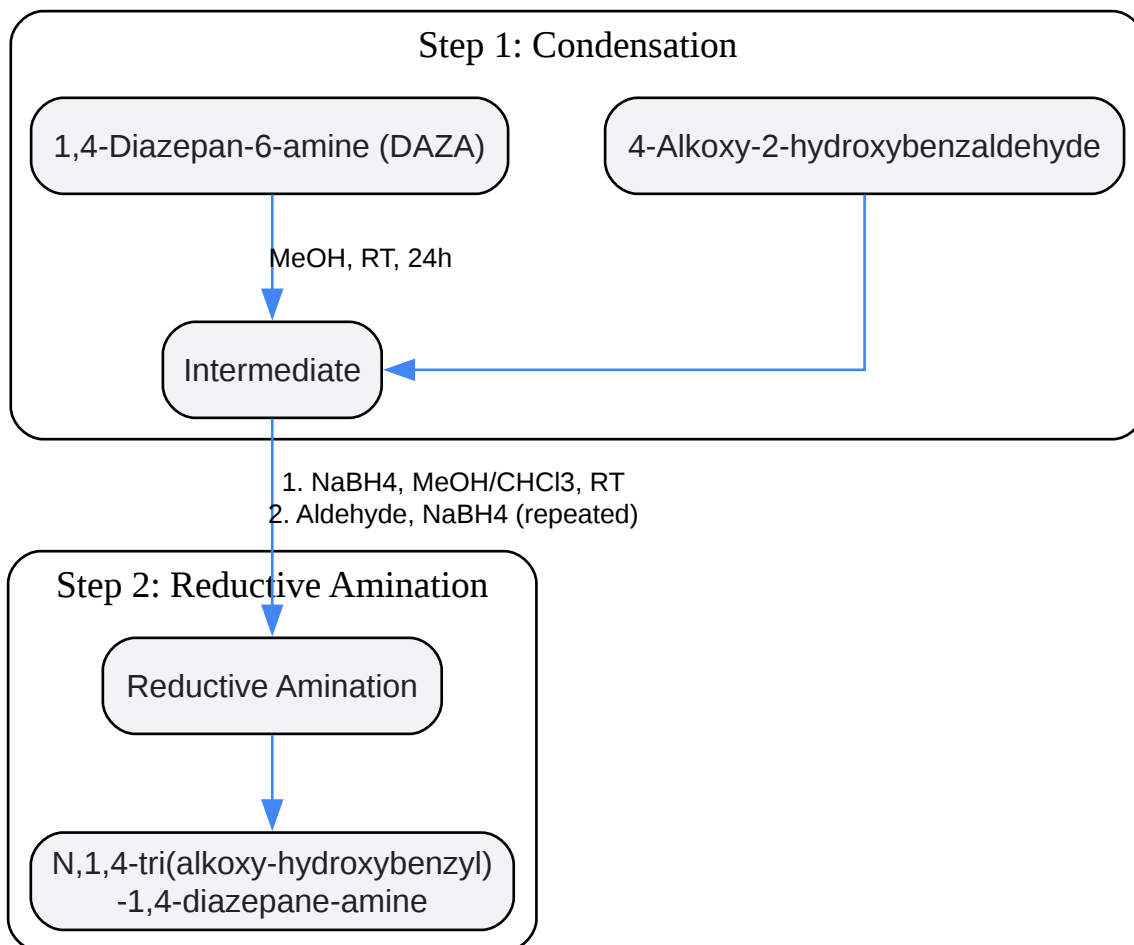 Step 1: Condensation
1,4-Diazepan-6-amine (DAZA)
4-Alkoxy-2-hydroxybenzaldehyde
MeOH, RT, 24h
Intermediate
1. NaBH4, MeOH/CHCl3, RT
2. Aldehyde, NaBH4 (repeated)
Step 2: Reductive Amination
Reductive Amination
N,1,4-tri(alkoxy-hydroxybenzyl)
-1,4-diazepane-amine